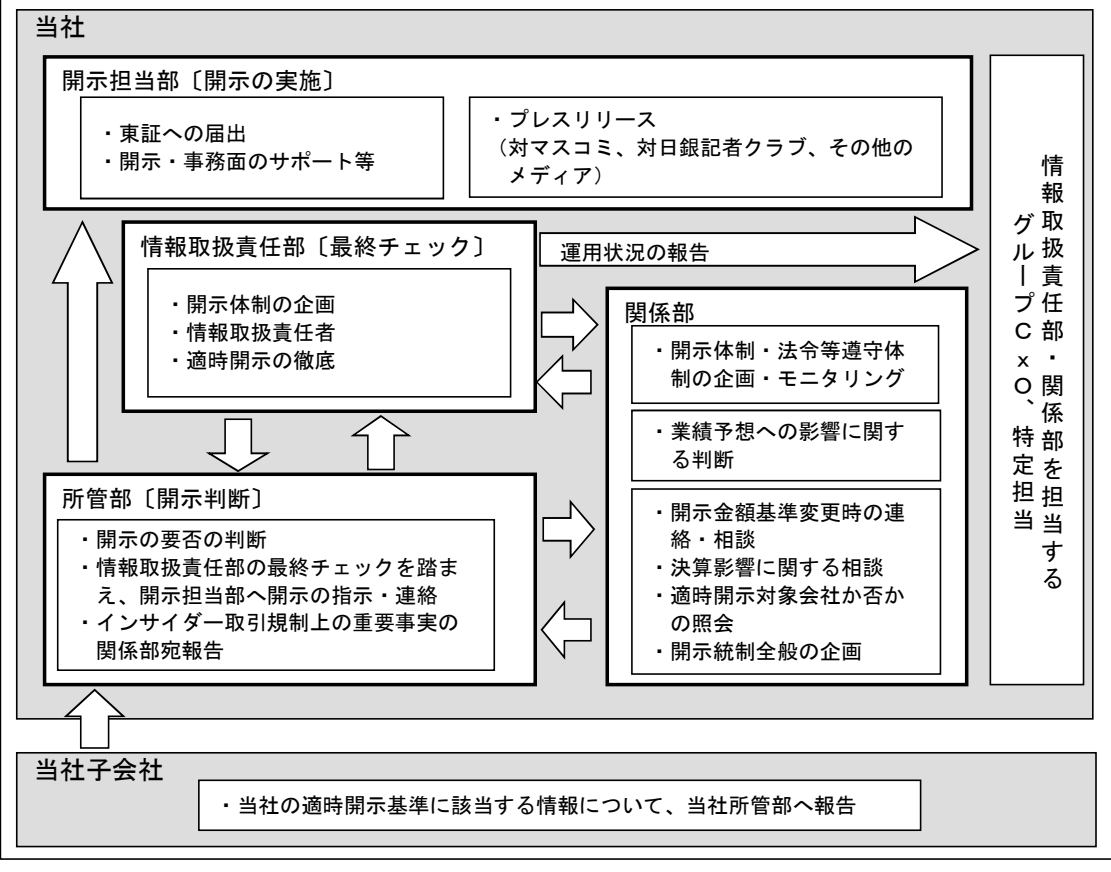 当社
開示担当部〔開示の実施〕
・東証への届出
・開示・事務面のサポート等
・プレスリリース
（対マスコミ、対日銀記者クラブ、その他の
メディア）
情報取扱責任部〔最終チェック〕
・開示体制の企画
・情報取扱責任者
・適時開示の徹底
運用状況の報告
関係部
・開示体制・法令等遵守体
制の企画・モニタリング
・業績予想への影響に関す
る判断
・開示金額基準変更時の連
絡・相談
・決算影響に関する相談
・適時開示対象会社か否か
の照会
・開示統制全般の企画
所管部〔開示判断〕
・開示の要否の判断
・情報取扱責任部の最終チェックを踏ま
え、開示担当部へ開示の指示・連絡
・インサイダー取引規制上の重要事実の
関係部宛報告
情報取扱責任部・関係部を担当する
グループＣｘＯ、特定担当
当社子会社
・当社の適時開示基準に該当する情報について、当社所管部へ報告